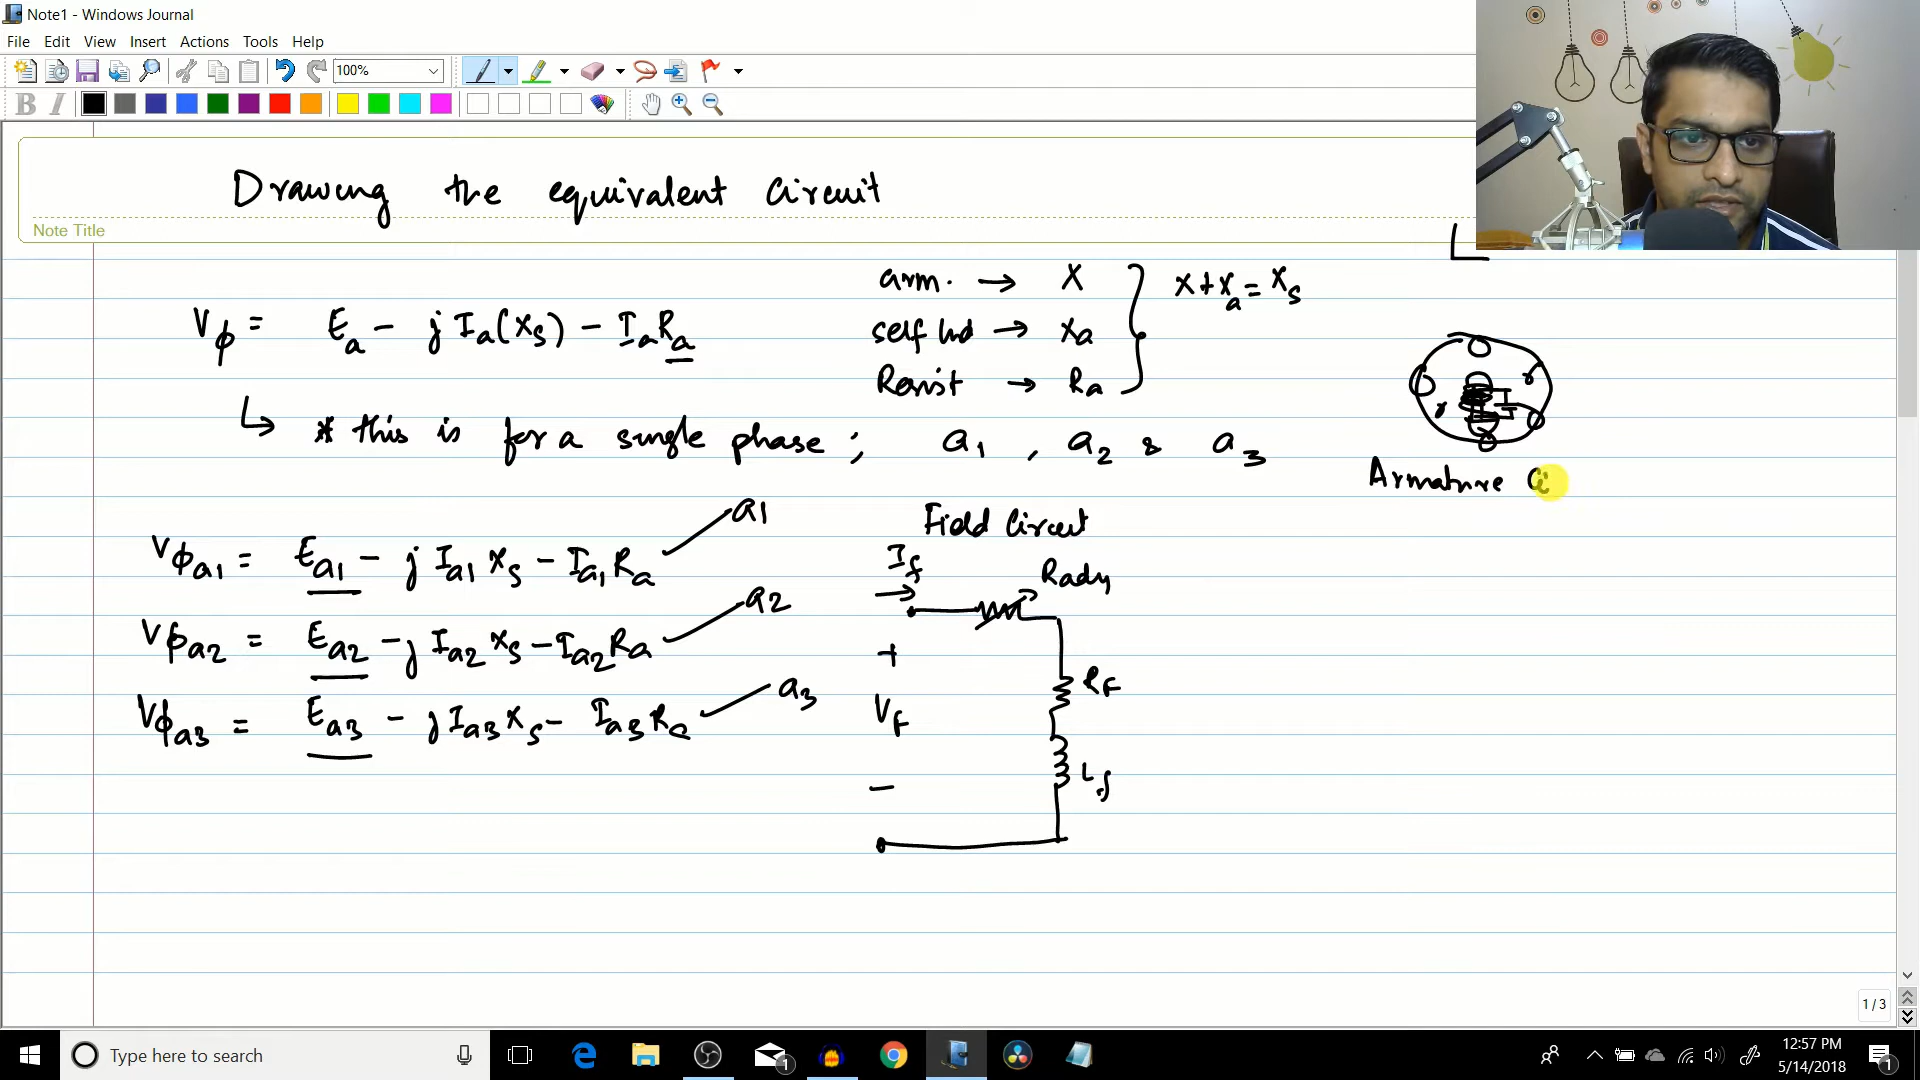 Note1 - Windows Journal
File Edit View Insert Actions Tools Help
100%
B I
Drawing the equivalent circuit
Note Title
Vϕ = Ea - j Ia(Xs) - IaRa
arm. → X
self Ind → Xa
Resist → Ra
X + Xa = Xs
↳ * this is for a single phase; a1, a2 & a3
Armature Ci
Vϕa1 = Ea1 - j Ia1 Xs - Ia1 Ra a1
Vϕa2 = Ea2 - j Ia2 Xs - Ia2 Ra a2
Vϕa3 = Ea3 - j Ia3 Xs - Ia3 Ra a3
Field Circuit
If
Radj
+
RF
VF
Lf
-
1 / 3
Type here to search
1
12:57 PM
5/14/2018
1